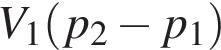 V₁(p₂ − p₁)